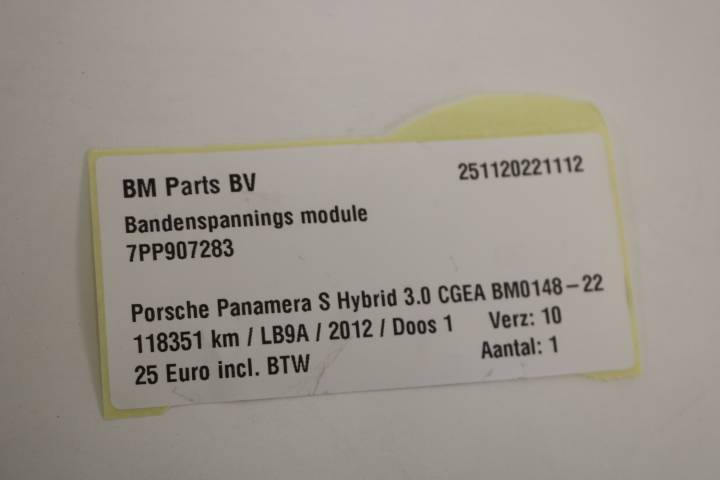 BM Parts BV 251120221112
Bandenspannings module
7PP907283
Porsche Panamera S Hybrid 3.0 CGEA BM0148-22
118351 km / LB9A / 2012 / Doos 1 Verz: 10
25 Euro incl. BTW Aantal: 1